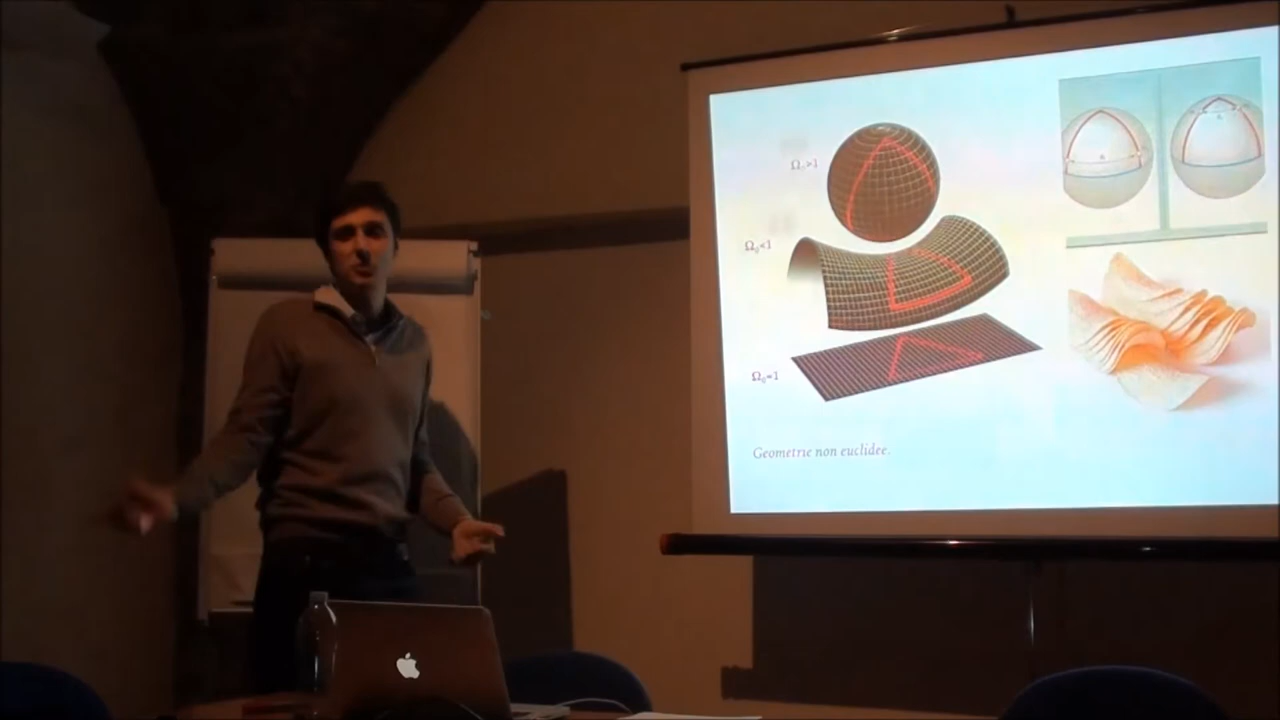 Ω₀>1
Ω₀<1
Ω₀=1
Geometrie non euclidee.